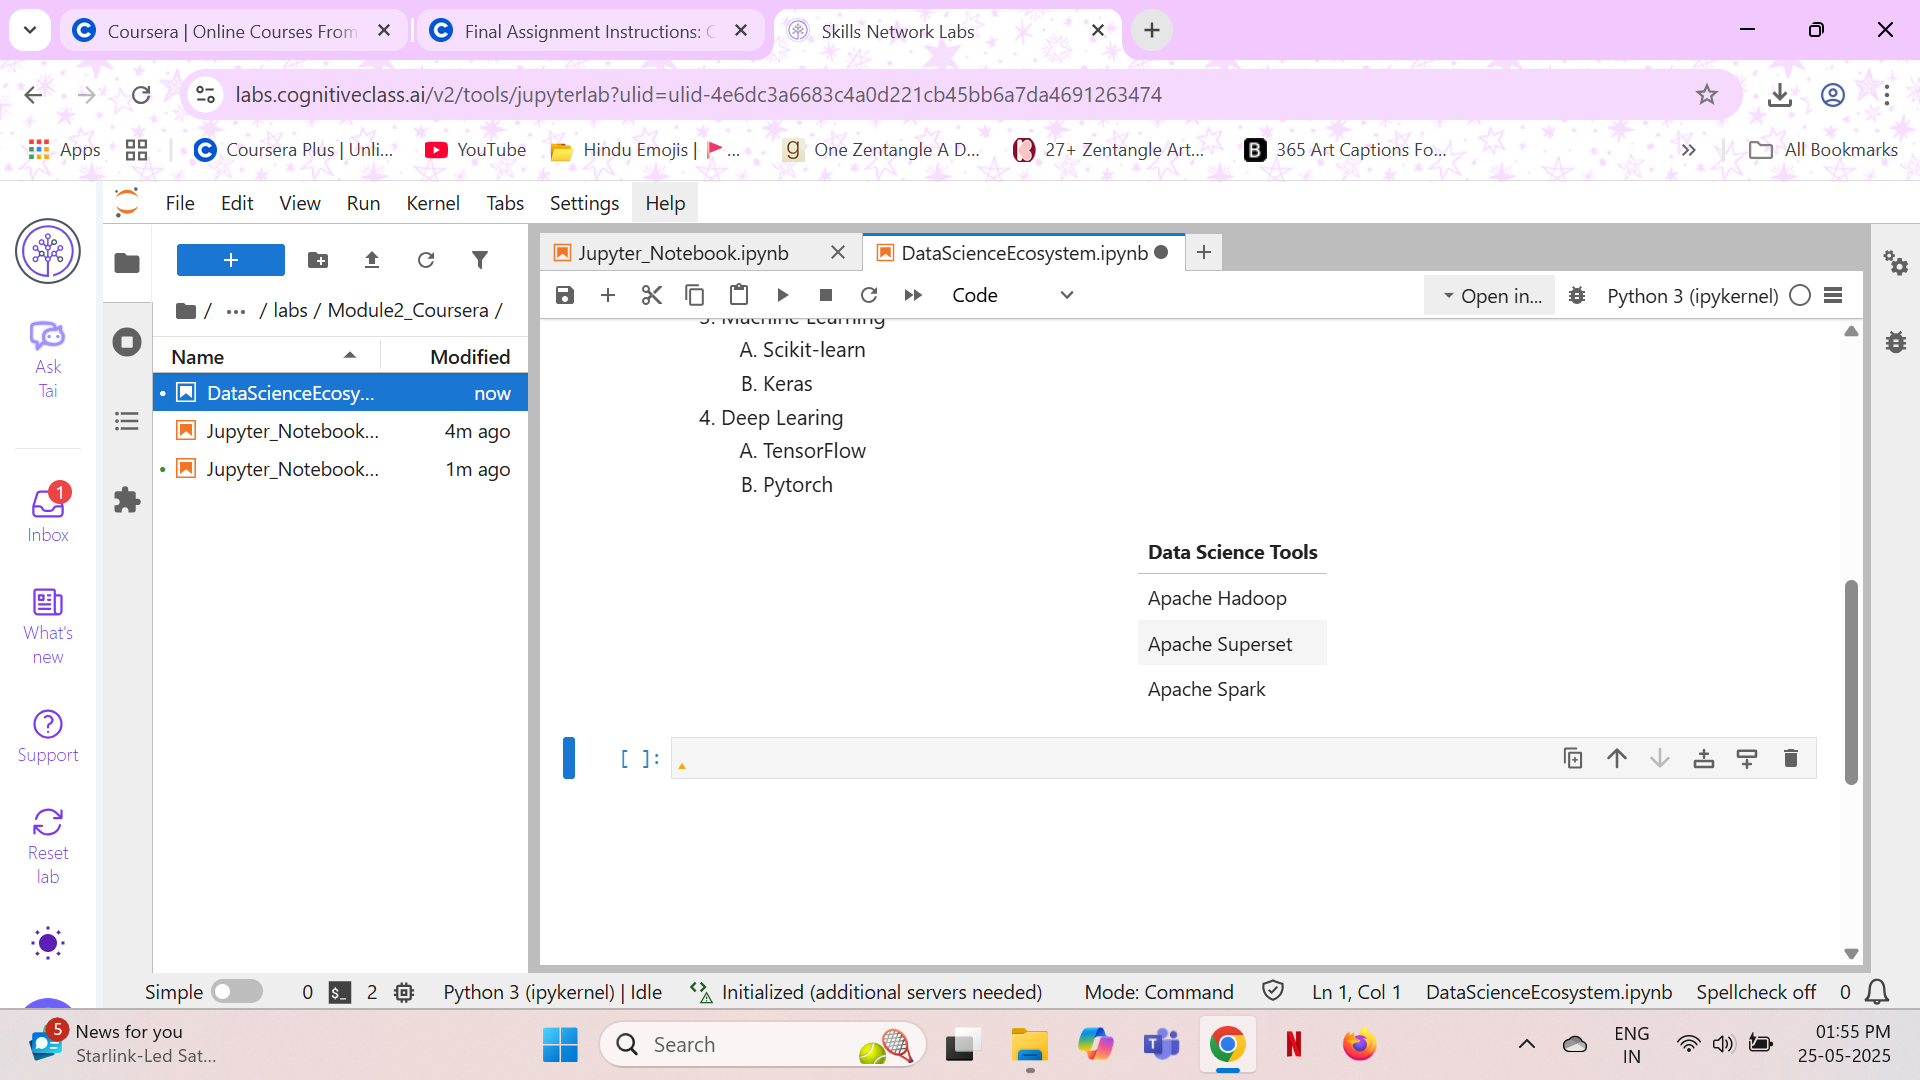 Coursera | Online Courses From
Final Assignment Instructions: C
Skills Network Labs
labs.cognitiveclass.ai/v2/tools/jupyterlab?ulid=ulid-4e6dc3a6683c4a0d221cb45bb6a7da4691263474
Apps
Coursera Plus | Unli...
YouTube
Hindu Emojis | 🚩 ...
One Zentangle A D...
27+ Zentangle Art...
365 Art Captions Fo...
All Bookmarks
File Edit View Run Kernel Tabs Settings Help
Ask
Tai
1
Inbox
What's
new
Support
Reset
lab
/ ... / labs / Module2_Coursera /
Name Modified
DataScienceEcosy... now
Jupyter_Notebook... 4m ago
Jupyter_Notebook... 1m ago
Jupyter_Notebook.ipynb
DataScienceEcosystem.ipynb
Code
Open in...
Python 3 (ipykernel)
3. Machine Learning
A. Scikit-learn
B. Keras
4. Deep Learing
A. TensorFlow
B. Pytorch
Data Science Tools
Apache Hadoop
Apache Superset
Apache Spark
[ ]:
Simple 0 $_ 2 Python 3 (ipykernel) | Idle Initialized (additional servers needed) Mode: Command Ln 1, Col 1 DataScienceEcosystem.ipynb Spellcheck off 0
5
News for you
Starlink-Led Sat...
Search
ENG
IN
01:55 PM
25-05-2025